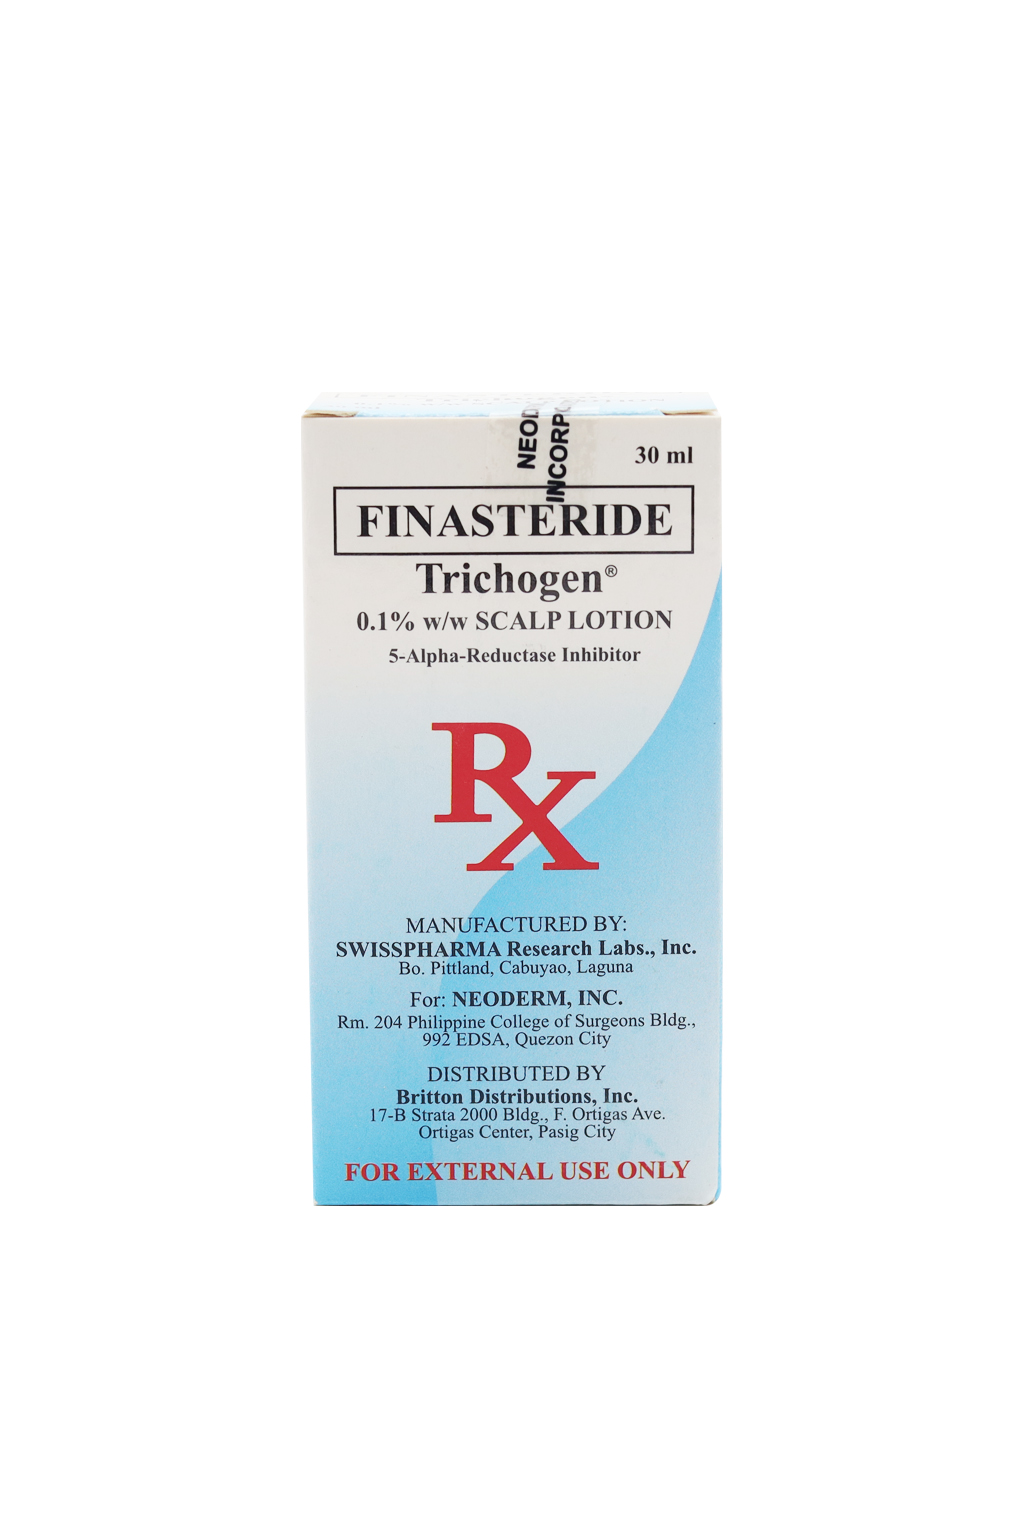 30 ml
FINASTERIDE
Trichogen®
0.1% w/w SCALP LOTION
5-Alpha-Reductase Inhibitor
Rx
MANUFACTURED BY:
SWISSPHARMA Research Labs., Inc.
Bo. Pittland, Cabuyao, Laguna
For: NEODERM, INC.
Rm. 204 Philippine College of Surgeons Bldg.,
992 EDSA, Quezon City
DISTRIBUTED BY
Britton Distributions, Inc.
17-B Strata 2000 Bldg., F. Ortigas Ave.
Ortigas Center, Pasig City
FOR EXTERNAL USE ONLY